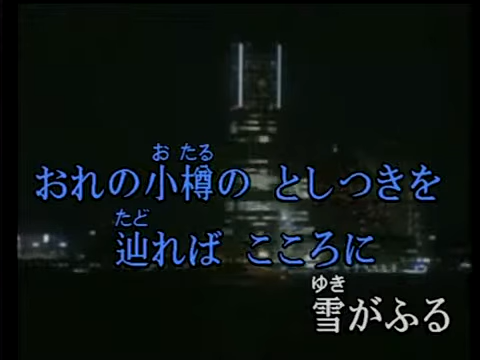 お たる
おれの小樽の としつきを
たど
辿れば こころに
ゆき
雪がふる